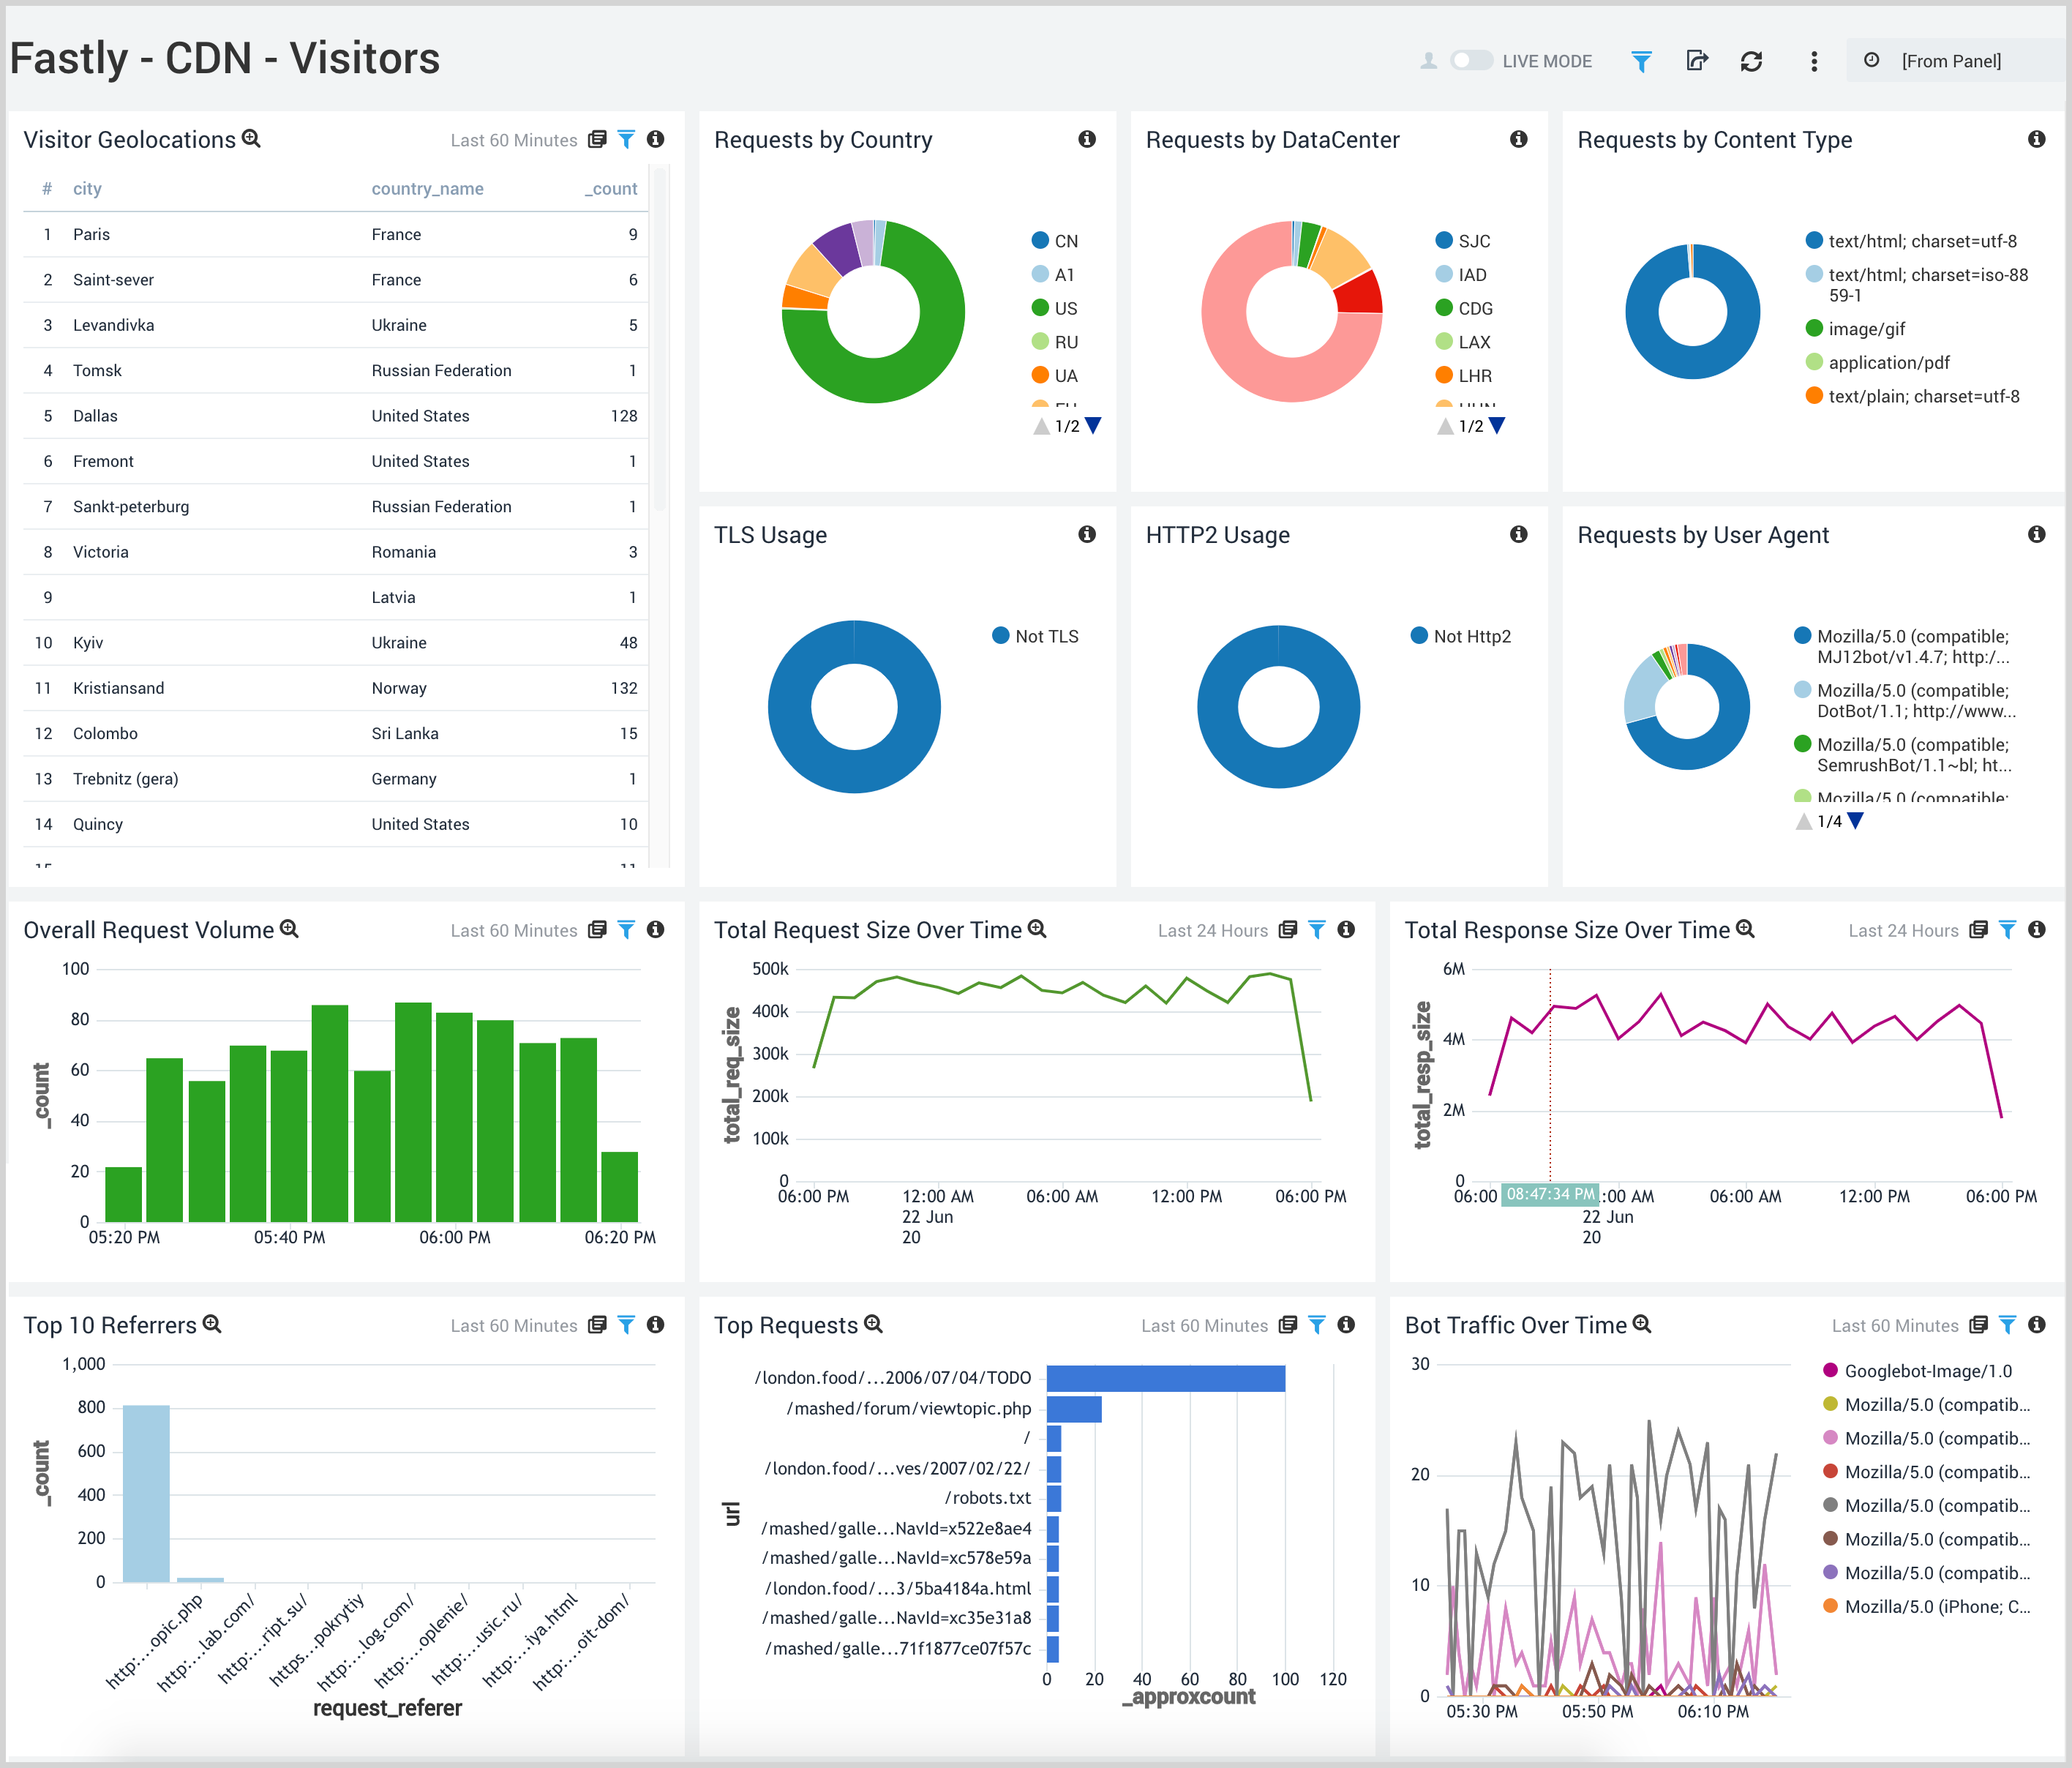 Fastly - CDN - Visitors
LIVE MODE
[From Panel]
Visitor Geolocations
Last 60 Minutes
# city country_name _count
1 Paris France 9
2 Saint-sever France 6
3 Levandivka Ukraine 5
4 Tomsk Russian Federation 1
5 Dallas United States 128
6 Fremont United States 1
7 Sankt-peterburg Russian Federation 1
8 Victoria Romania 3
9 Latvia 1
10 Kyiv Ukraine 48
11 Kristiansand Norway 132
12 Colombo Sri Lanka 15
13 Trebnitz (gera) Germany 1
14 Quincy United States 10
Requests by Country
CN
A1
US
RU
UA
1/2
Requests by DataCenter
SJC
IAD
CDG
LAX
LHR
1/2
Requests by Content Type
text/html; charset=utf-8
text/html; charset=iso-88
59-1
image/gif
application/pdf
text/plain; charset=utf-8
TLS Usage
Not TLS
HTTP2 Usage
Not Http2
Requests by User Agent
Mozilla/5.0 (compatible;
MJ12bot/v1.4.7; http:/...
Mozilla/5.0 (compatible;
DotBot/1.1; http://www...
Mozilla/5.0 (compatible;
SemrushBot/1.1~bl; ht...
Mozilla/5.0 (compatible;
1/4
Overall Request Volume
Last 60 Minutes
_count
100
80
60
40
20
0
05:20 PM 05:40 PM 06:00 PM 06:20 PM
Total Request Size Over Time
Last 24 Hours
total_req_size
500k
400k
300k
200k
100k
0
06:00 PM 12:00 AM 06:00 AM 12:00 PM 06:00 PM
22 Jun
20
Total Response Size Over Time
Last 24 Hours
total_resp_size
6M
4M
2M
0
06:00 08:47:34 PM :00 AM 06:00 AM 12:00 PM 06:00 PM
22 Jun
20
Top 10 Referrers
Last 60 Minutes
_count
1,000
800
600
400
200
0
http:...opic.php
http:...lab.com/
http:...ript.su/
https...pokrytiy
http:...log.com/
http:...oplenie/
http:...usic.ru/
http:...iya.html
http:...oit-dom/
request_referer
Top Requests
Last 60 Minutes
url
/london.food/...2006/07/04/TODO
/mashed/forum/viewtopic.php
/
/london.food/...ves/2007/02/22/
/robots.txt
/mashed/galle...NavId=x522e8ae4
/mashed/galle...NavId=xc578e59a
/london.food/...3/5ba4184a.html
/mashed/galle...NavId=xc35e31a8
/mashed/galle...71f1877ce07f57c
0 20 40 60 80 100 120
_approxcount
Bot Traffic Over Time
Last 60 Minutes
30
20
10
0
05:30 PM 05:50 PM 06:10 PM
Googlebot-Image/1.0
Mozilla/5.0 (compatib...
Mozilla/5.0 (compatib...
Mozilla/5.0 (compatib...
Mozilla/5.0 (compatib...
Mozilla/5.0 (compatib...
Mozilla/5.0 (compatib...
Mozilla/5.0 (iPhone; C...